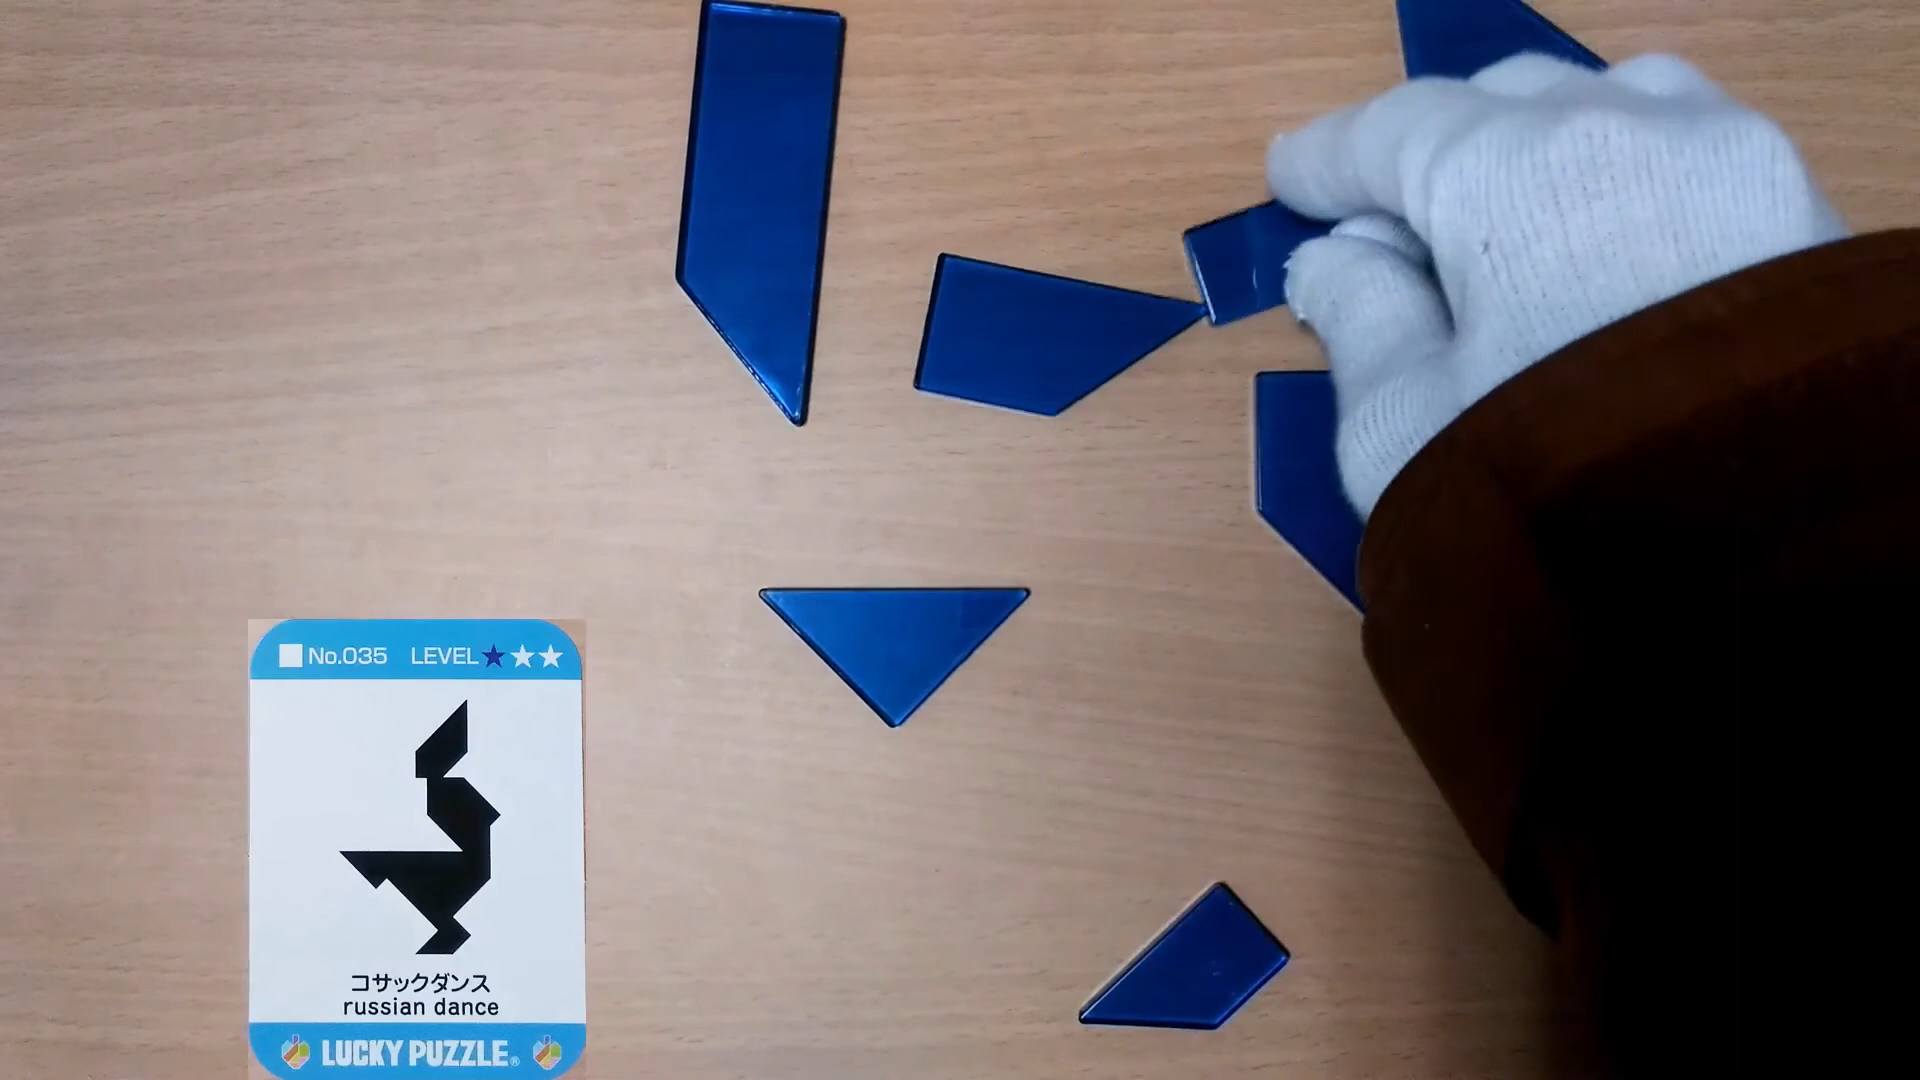 No.035 LEVEL
コサックダンス
russian dance
LUCKY PUZZLE®